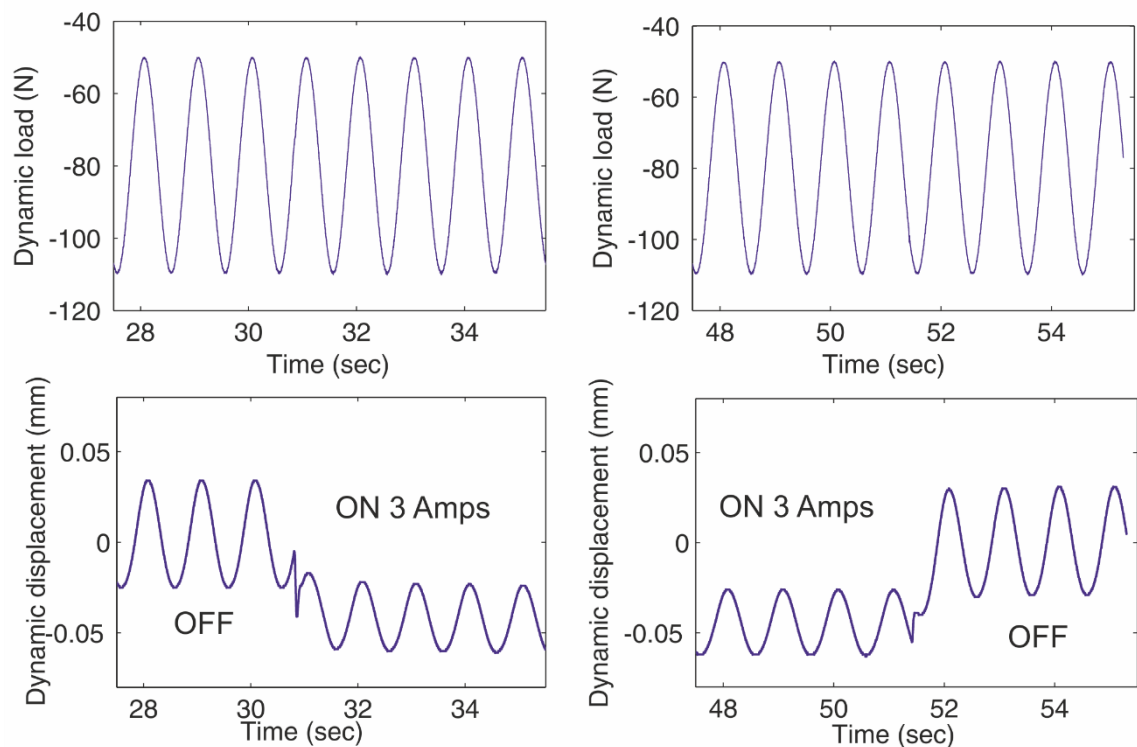 Dynamic load (N)
-40
-60
-80
-100
-120
28 30 32 34
Time (sec)
Dynamic load (N)
-40
-60
-80
-100
-120
48 50 52 54
Time (sec)
Dynamic displacement (mm)
0.05
0
-0.05
ON 3 Amps
OFF
28 30 32 34
Time (sec)
Dynamic displacement (mm)
0.05
0
-0.05
ON 3 Amps
OFF
48 50 52 54
Time (sec)